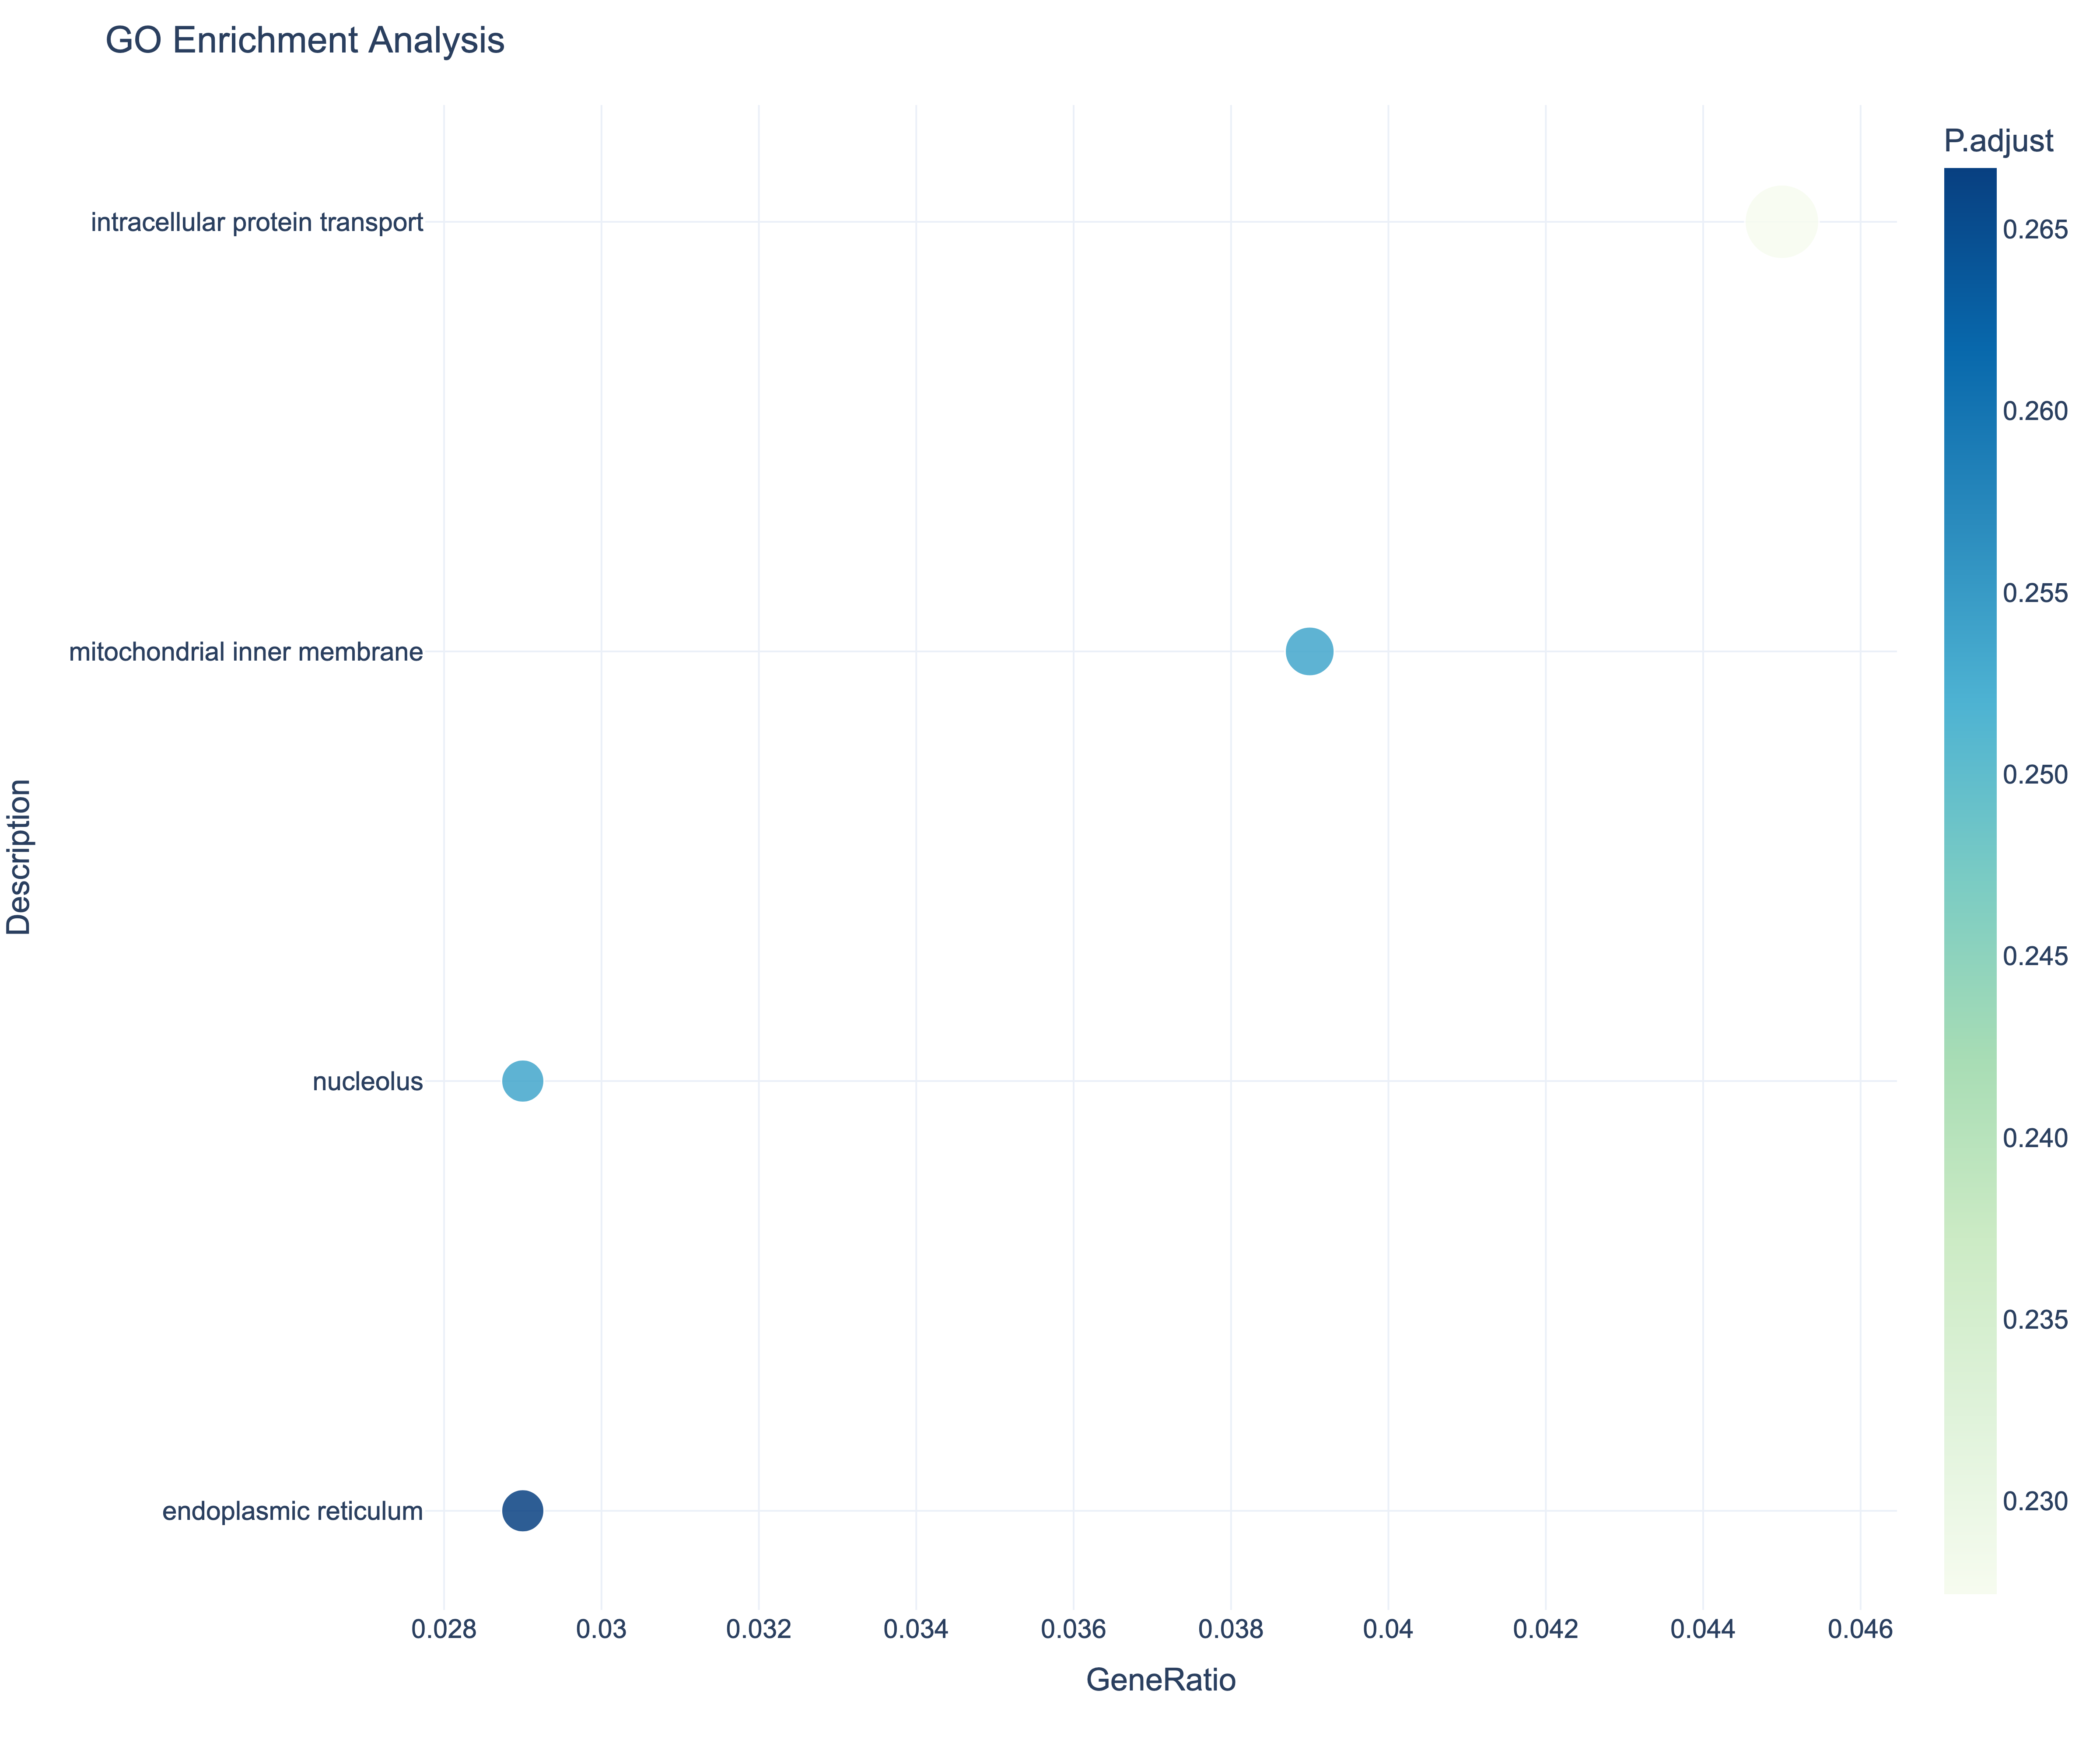 GO Enrichment Analysis
P.adjust
intracellular protein transport
mitochondrial inner membrane
nucleolus
endoplasmic reticulum
Description
0.028
0.03
0.032
0.034
0.036
0.038
0.04
0.042
0.044
0.046
GeneRatio
0.265
0.260
0.255
0.250
0.245
0.240
0.235
0.230